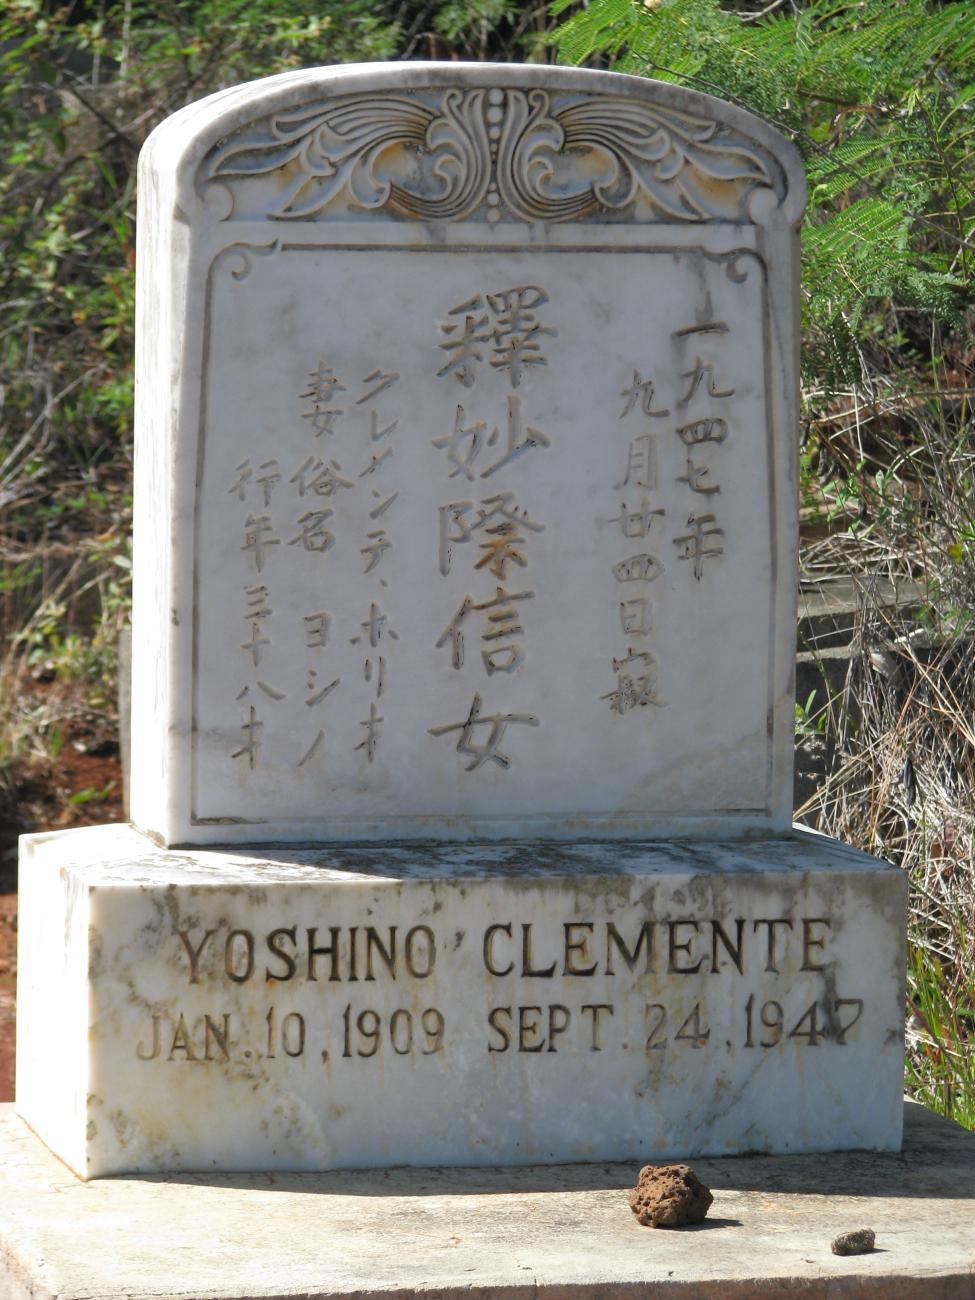 一九四七年
九月廿四日寂
釋妙際信女
クレメンテ、ホリオ
妻 俗名 ヨシノ
行年 三十八才
YOSHINO CLEMENTE
JAN. 10, 1909 SEPT. 24, 1947